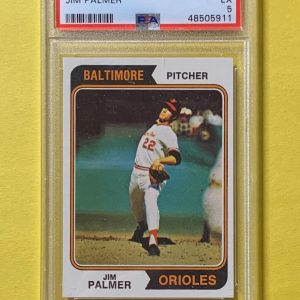 JIM PALMER EX
5
PSA 48505911
BALTIMORE PITCHER
22
JIM
PALMER ORIOLES